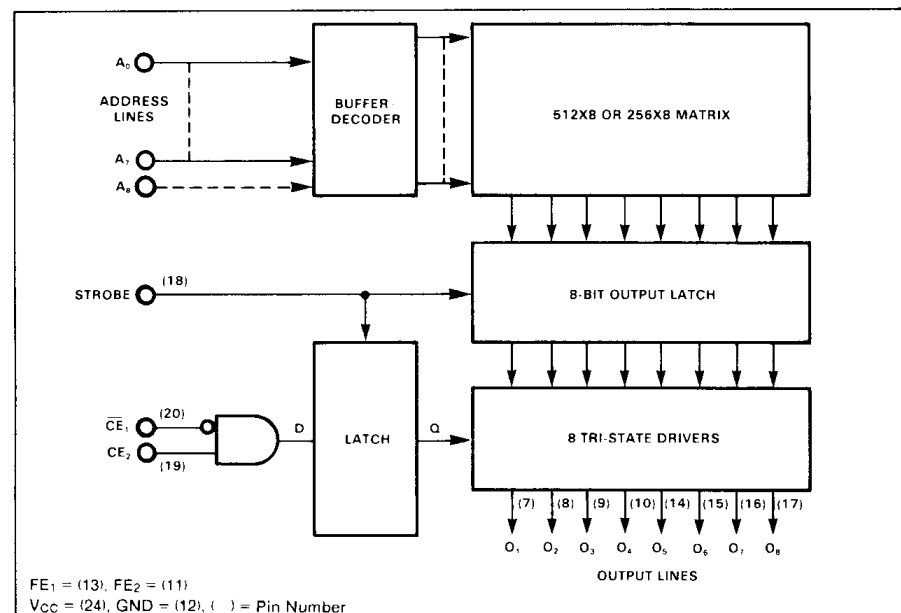 A0
ADDRESS
LINES
A7
A8
BUFFER-
DECODER
512X8 OR 256X8 MATRIX
STROBE
(18)
8-BIT OUTPUT LATCH
CE1
(20)
CE2
(19)
D
LATCH
Q
8 TRI-STATE DRIVERS
(7) (8) (9) (10) (14) (15) (16) (17)
O1 O2 O3 O4 O5 O6 O7 O8
OUTPUT LINES
FE1 = (13), FE2 = (11)
VCC = (24), GND = (12), ( ) = Pin Number